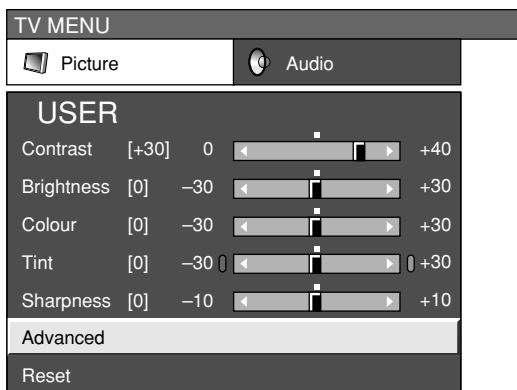 TV MENU
Picture Audio
USER
Contrast [+30] 0 +40
Brightness [0] –30 +30
Colour [0] –30 +30
Tint [0] –30 +30
Sharpness [0] –10 +10
Advanced
Reset